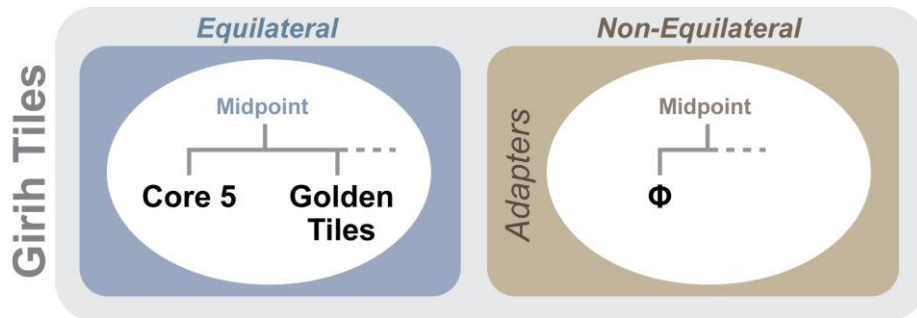 Girih Tiles
Equilateral
Midpoint
Core 5
Golden
Tiles
Non-Equilateral
Adapters
Midpoint
Φ